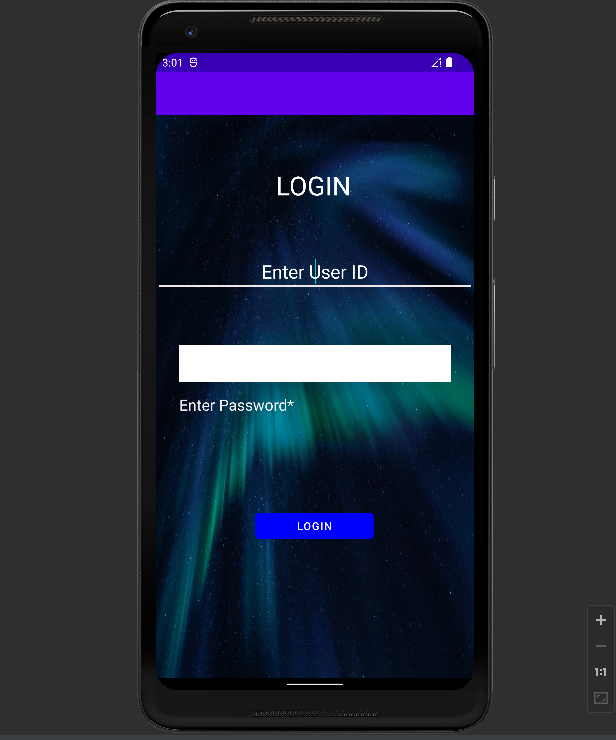 3:01
LOGIN
Enter User ID
Enter Password*
LOGIN
1:1